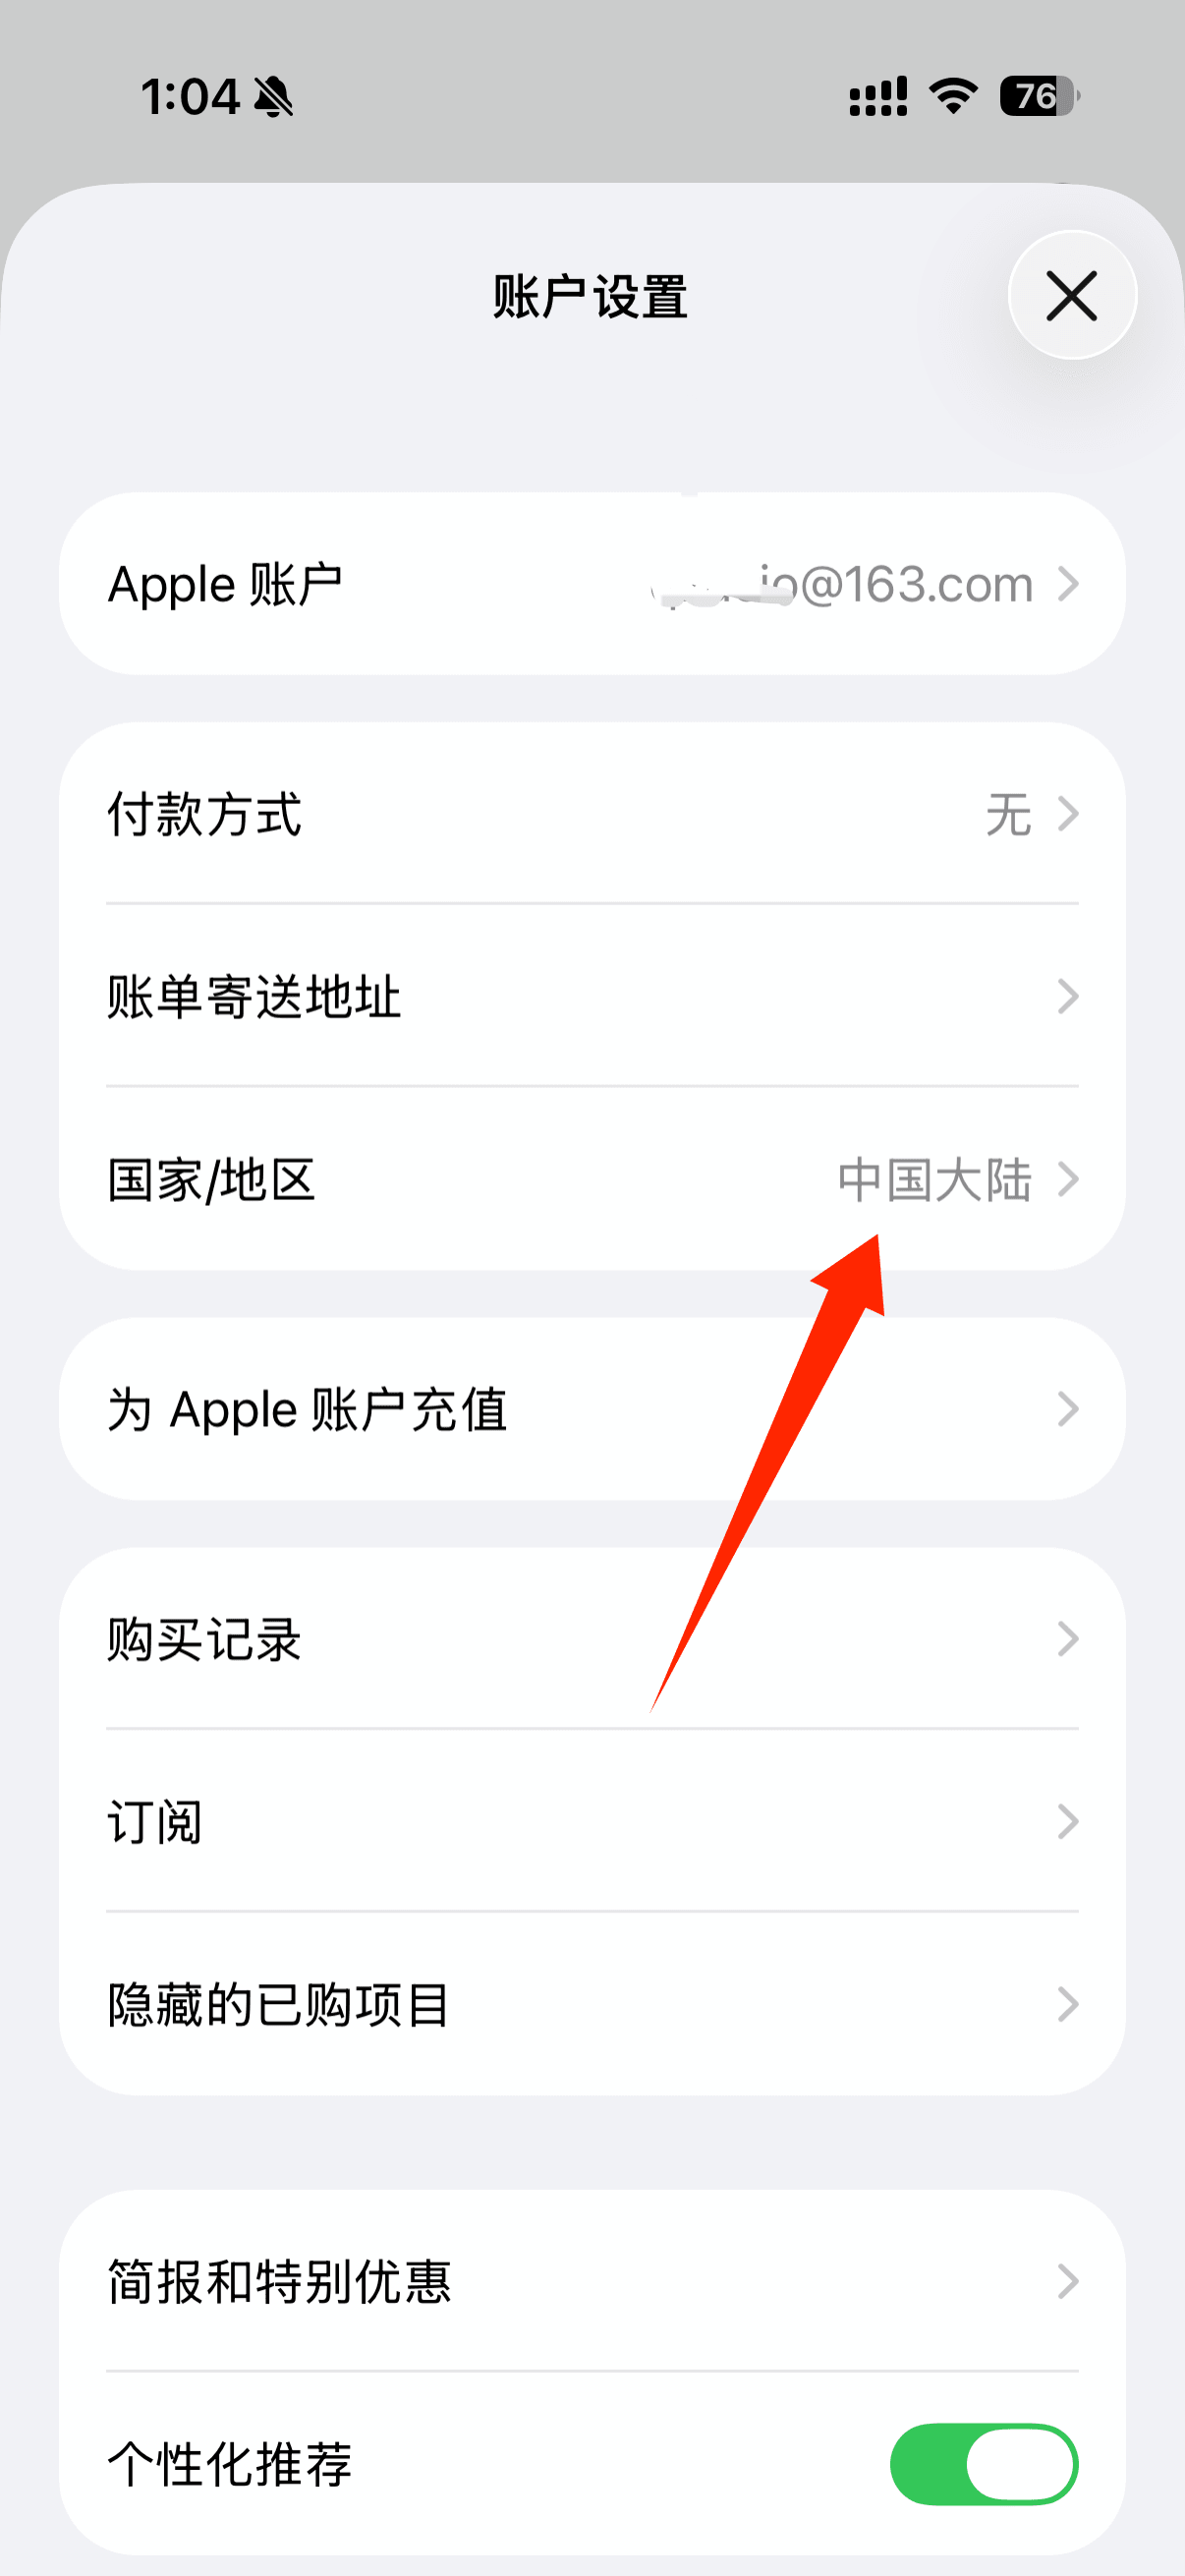 1:04
76
账户设置
Apple 账户
io@163.com
付款方式
无
账单寄送地址
国家/地区
中国大陆
为 Apple 账户充值
购买记录
订阅
隐藏的已购项目
简报和特别优惠
个性化推荐